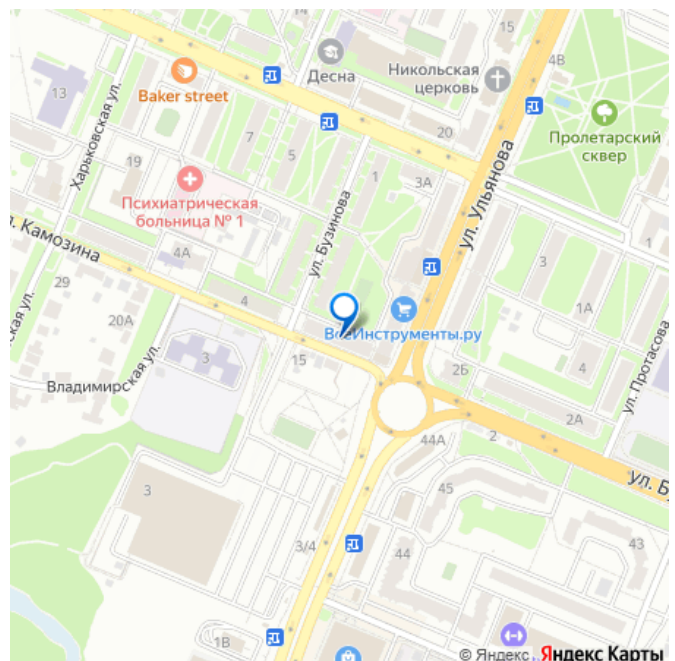 15
4В
Никольская
церковь
Десна
13
Baker street
Харьковская ул.
7
5
20
Пролетарский
сквер
19
Психиатрическая
больница № 1
1
3А
ул. Ульянова
ул. Бузинова
1
3
4А
. Камозина
29
20А
4
1А
ская ул.
ВсеИнструменты.ру
3
15
Владимирская ул.
2Б
4
ул. Протасова
2А
44А
2
ул. Б
3
45
3/4
44
43
1В
© Яндекс
Яндекс Карты